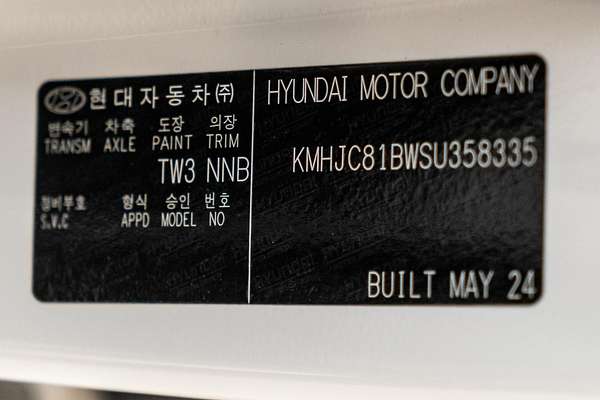 현대자동차㈜
변속기 차축 도장 의장
TRANSM AXLE PAINT TRIM
TW3 NNB
정비부호 형식 승인 번호
S.V.C APPD MODEL NO
HYUNDAI MOTOR COMPANY
KMHJC81BWSU358335
BUILT MAY 24